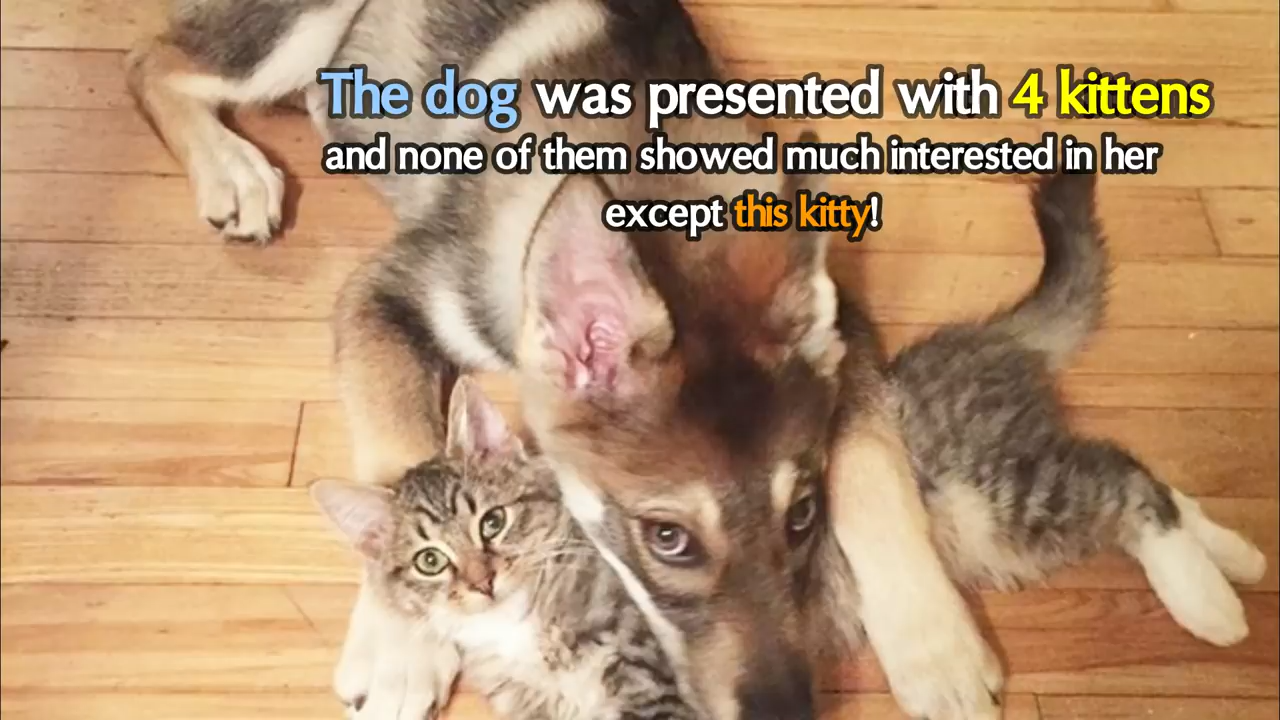 The dog was presented with 4 kittens
and none of them showed much interested in her
except this kitty!